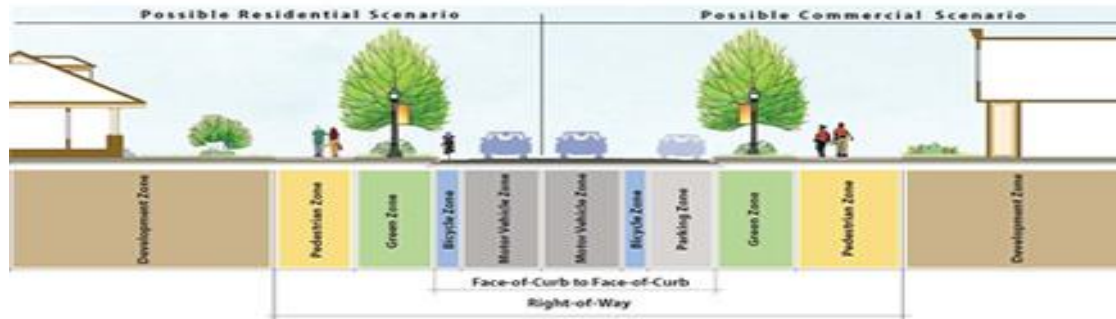 Possible Residential Scenario
Possible Commercial Scenario
Development Zone
Pedestrian Zone
Green Zone
Bicycle Zone
Motor Vehicle Zone
Motor Vehicle Zone
Bicycle Zone
Parking Zone
Green Zone
Pedestrian Zone
Development Zone
Face-of-Curb to Face-of-Curb
Right-of-Way